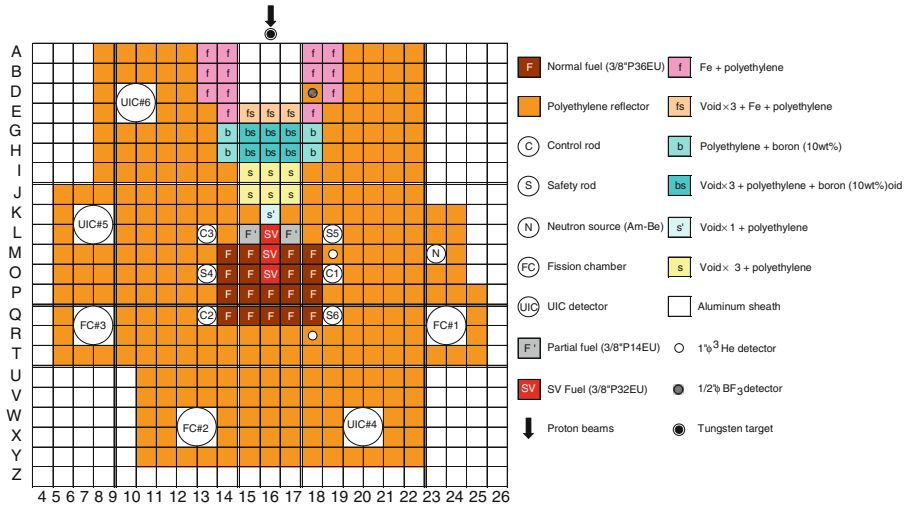 A f f f f
B f f f f
D f f f
UIC#6
E f fs fs fs f
G b bs bs bs b
H b bs bs bs b
I s s s
J s s s
K s'
UIC#5
L C3 F' SV F' S5
M F F SV F F N
O S4 F F SV F F C1
P F F F F F
Q C2 F F F F F S6
FC#3 FC#1
R
T
U
V
W
FC#2 UIC#4
X
Y
Z
4 5 6 7 8 9 10 11 12 13 14 15 16 17 18 19 20 21 22 23 24 25 26
F Normal fuel (3/8"P36EU)
Polyethylene reflector
C Control rod
S Safety rod
N Neutron source (Am-Be)
FC Fission chamber
UIC UIC detector
F' Partial fuel (3/8"P14EU)
SV SV Fuel (3/8"P32EU)
Proton beams
f Fe + polyethylene
fs Void×3 + Fe + polyethylene
b Polyethylene + boron (10wt%)
bs Void×3 + polyethylene + boron (10wt%)oid
s' Void×1 + polyethylene
s Void× 3 + polyethylene
Aluminum sheath
1"ϕ ³He detector
1/2"ϕ BF₃ detector
Tungsten target